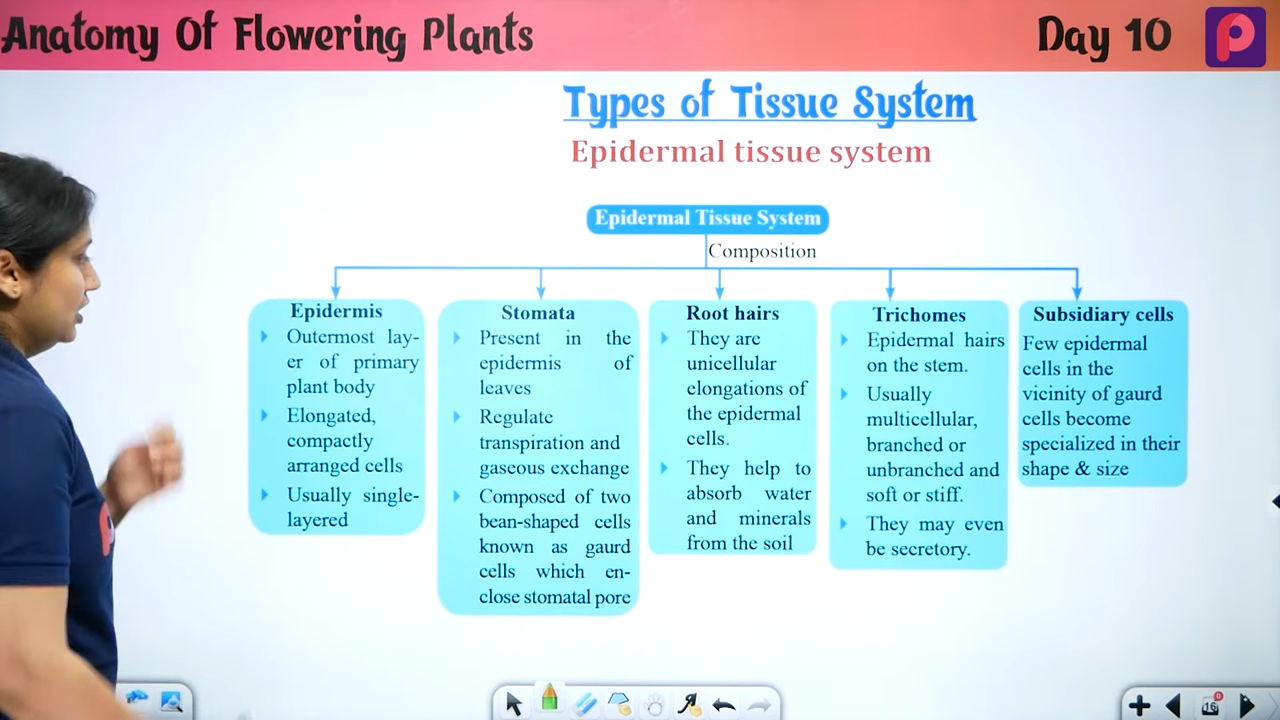 Anatomy Of Flowering Plants
Day 10
Types of Tissue System
Epidermal tissue system
Epidermal Tissue System
Composition
Epidermis
Outermost lay-
er of primary
plant body
Elongated,
compactly
arranged cells
Usually single-
layered
Stomata
Present in the
epidermis of
leaves
Regulate
transpiration and
gaseous exchange
Composed of two
bean-shaped cells
known as gaurd
cells which en-
close stomatal pore
Root hairs
They are
unicellular
elongations of
the epidermal
cells.
They help to
absorb water
and minerals
from the soil
Trichomes
Epidermal hairs
on the stem.
Usually
multicellular,
branched or
unbranched and
soft or stiff.
They may even
be secretory.
Subsidiary cells
Few epidermal
cells in the
vicinity of gaurd
cells become
specialized in their
shape & size
16